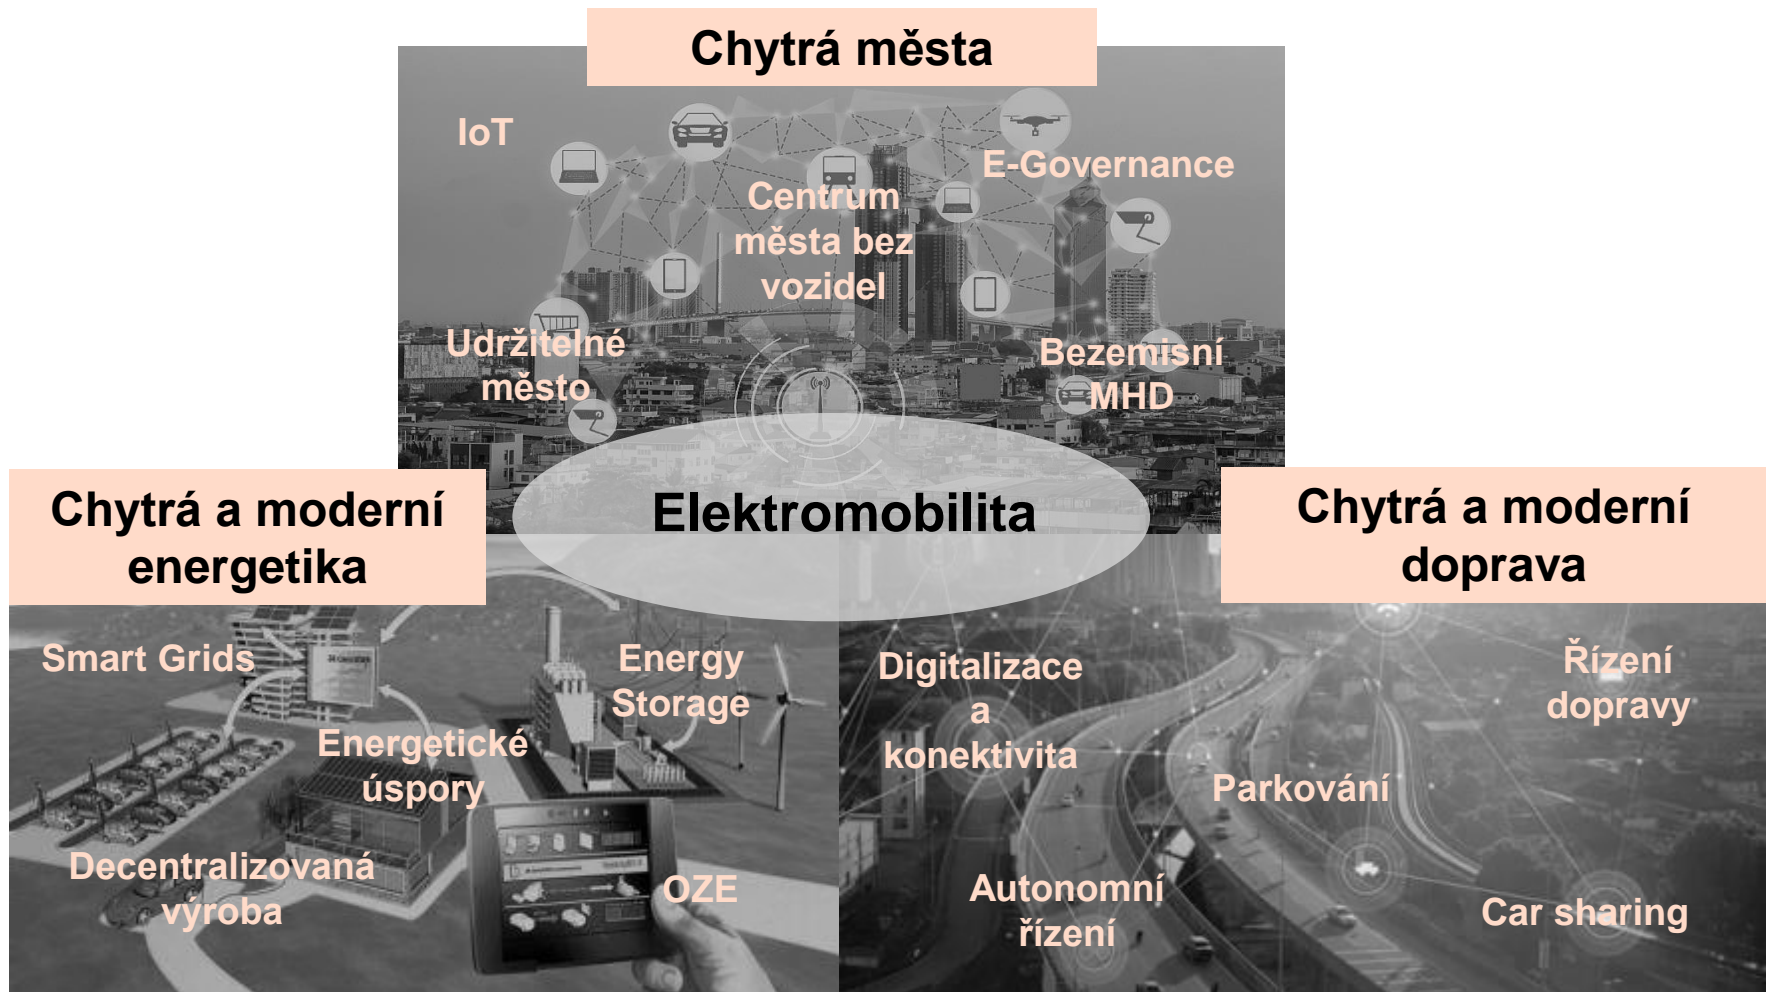 Chytrá města
IoT
E-Governance
Centrum
města bez
vozidel
Udržitelné
město
Bezemisní
MHD
Elektromobilita
Chytrá a moderní
energetika
Chytrá a moderní
doprava
Smart Grids
Energy
Storage
Energetické
úspory
Decentralizovaná
výroba
OZE
Digitalizace
a
konektivita
Řízení
dopravy
Parkování
Autonomní
řízení
Car sharing